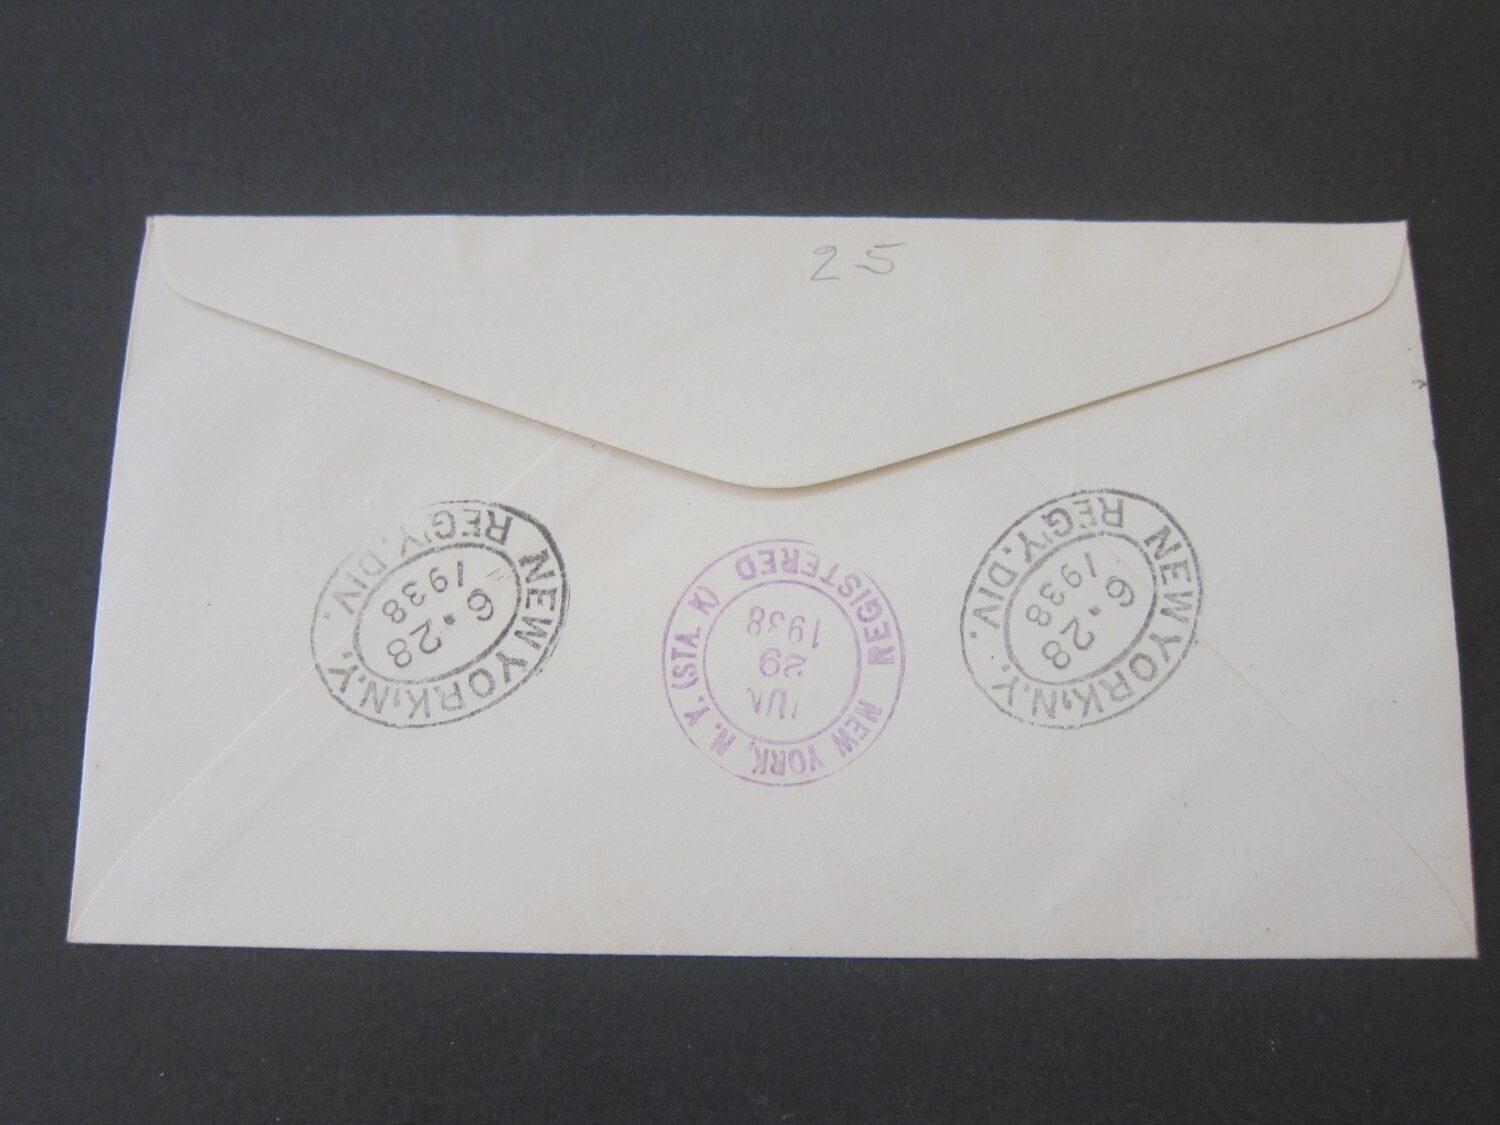 25
NEW YORK, N.Y.
REG'Y. DIV.
6.28
1938
NEW YORK, N. Y. (STA. Y)
REGISTERED
JUN
29
1938
NEW YORK, N.Y.
REG'Y. DIV.
6.28
1938